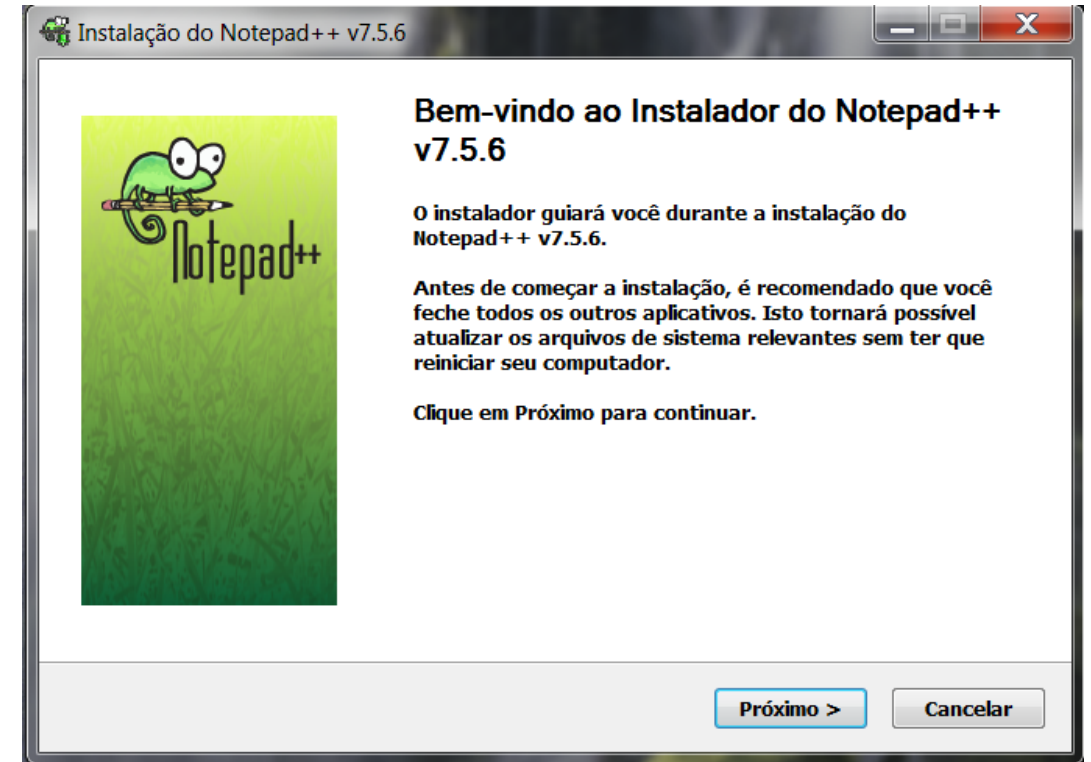 Instalação do Notepad++ v7.5.6
Bem-vindo ao Instalador do Notepad++
v7.5.6
Notepad++
O instalador guiará você durante a instalação do
Notepad++ v7.5.6.
Antes de começar a instalação, é recomendado que você
feche todos os outros aplicativos. Isto tornará possível
atualizar os arquivos de sistema relevantes sem ter que
reiniciar seu computador.
Clique em Próximo para continuar.
Próximo >
Cancelar